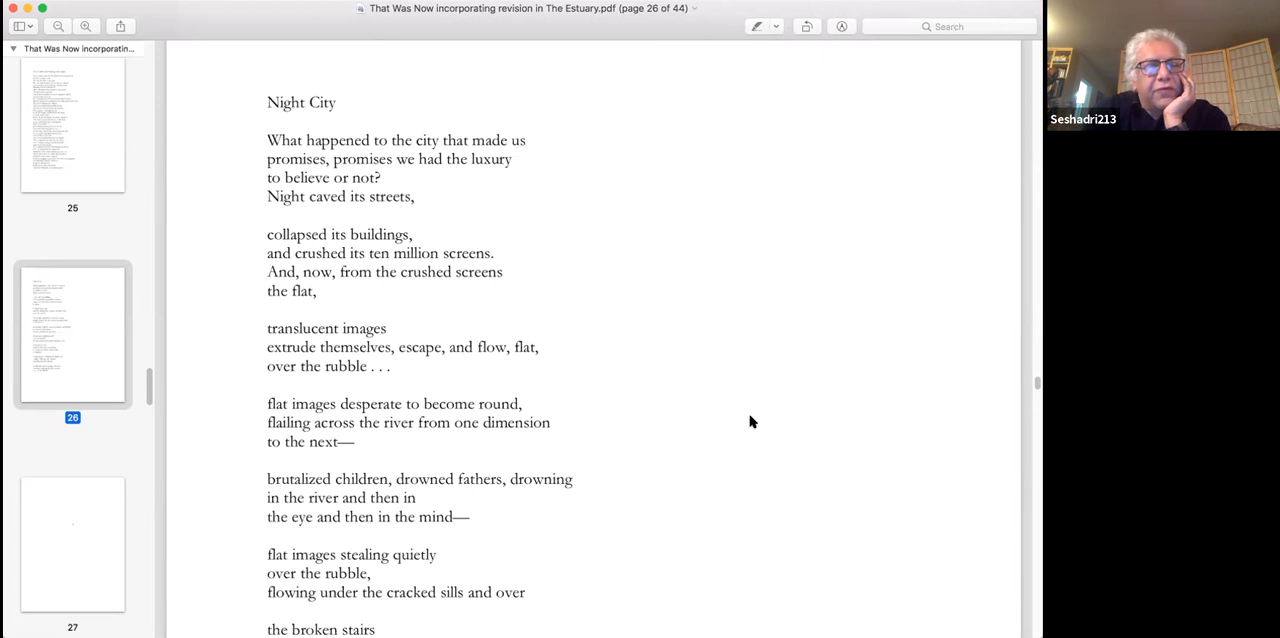 That Was Now incorporating revision in The Estuary.pdf (page 26 of 44)
Search
That Was Now incorporatin...
25
26
27
Night City
What happened to the city that made us
promises, promises we had the luxury
to believe or not?
Night caved its streets,
collapsed its buildings,
and crushed its ten million screens.
And, now, from the crushed screens
the flat
translucent images
extrude themselves, escape, and flow, flat,
over the rubble . . .
flat images desperate to become round,
flailing across the river from one dimension
to the next—
brutalized children, drowned fathers, drowning
in the river and then in
the eye and then in the mind—
flat images stealing quietly
over the rubble,
flowing under the cracked sills and over
the broken stairs
Seshadri213